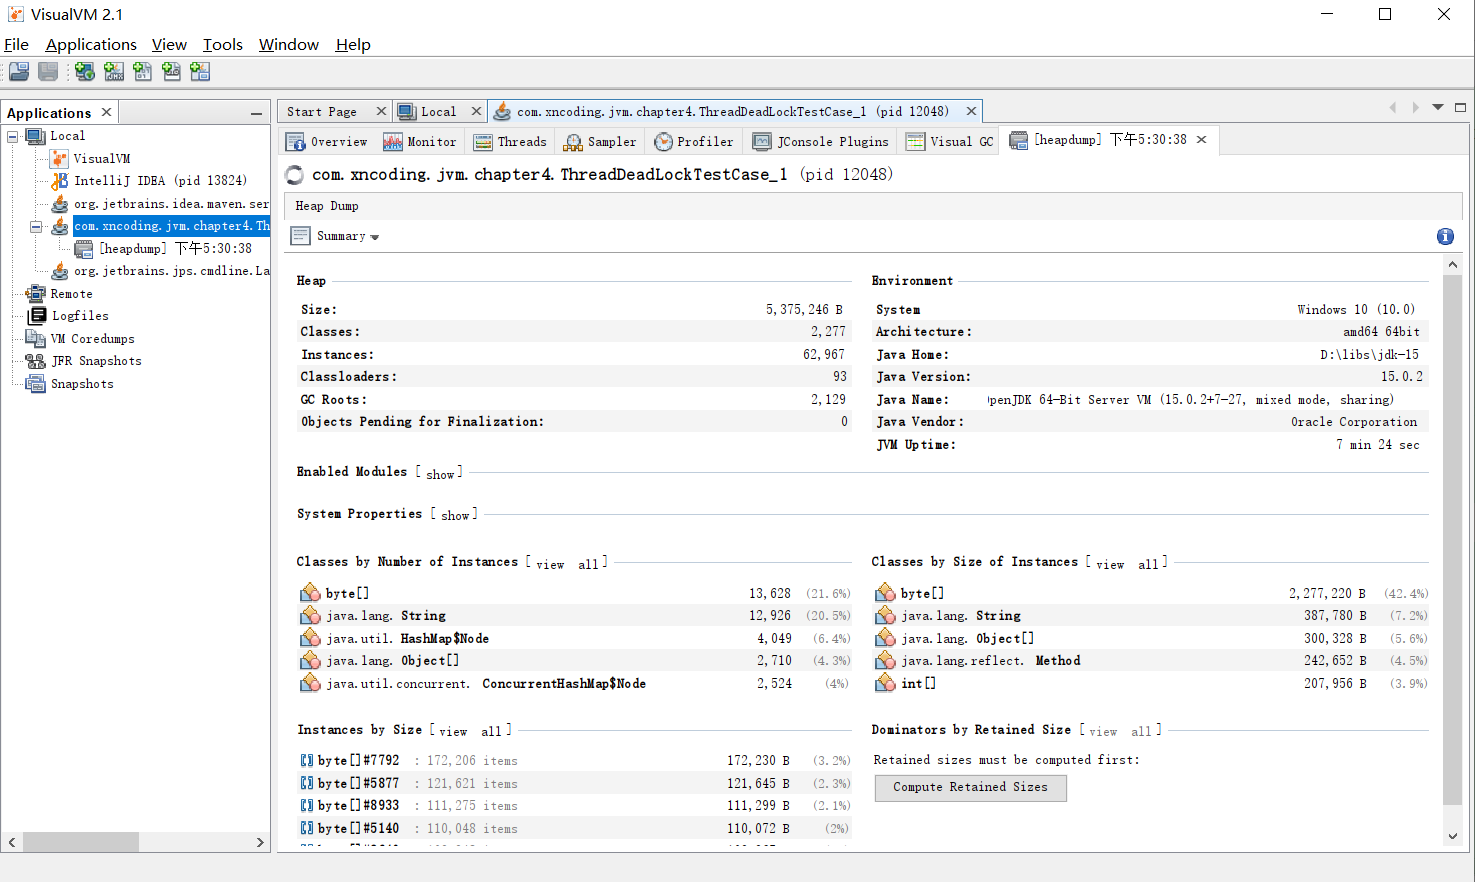 VisualVM 2.1
File Applications View Tools Window Help
Applications
Local
VisualVM
IntelliJ IDEA (pid 13824)
org.jetbrains.idea.maven.ser
com.xncoding.jvm.chapter4.Th
[heapdump] 下午5:30:38
org.jetbrains.jps.cmdline.La
Remote
Logfiles
VM Coredumps
JFR Snapshots
Snapshots
Start Page Local com.xncoding.jvm.chapter4.ThreadDeadLockTestCase_1 (pid 12048)
Overview Monitor Threads Sampler Profiler JConsole Plugins Visual GC [heapdump] 下午5:30:38
com.xncoding.jvm.chapter4.ThreadDeadLockTestCase_1 (pid 12048)
Heap Dump
Summary
Heap
Size: 5,375,246 B
Classes: 2,277
Instances: 62,967
Classloaders: 93
GC Roots: 2,129
Objects Pending for Finalization: 0
Environment
System Windows 10 (10.0)
Architecture: amd64 64bit
Java Home: D:\libs\jdk-15
Java Version: 15.0.2
Java Name: penJDK 64-Bit Server VM (15.0.2+7-27, mixed mode, sharing)
Java Vendor: Oracle Corporation
JVM Uptime: 7 min 24 sec
Enabled Modules [show]
System Properties [show]
Classes by Number of Instances [view all]
byte[] 13,628 (21.6%)
java.lang.String 12,926 (20.5%)
java.util.HashMap$Node 4,049 (6.4%)
java.lang.Object[] 2,710 (4.3%)
java.util.concurrent.ConcurrentHashMap$Node 2,524 (4%)
Classes by Size of Instances [view all]
byte[] 2,277,220 B (42.4%)
java.lang.String 387,780 B (7.2%)
java.lang.Object[] 300,328 B (5.6%)
java.lang.reflect.Method 242,652 B (4.5%)
int[] 207,956 B (3.9%)
Instances by Size [view all]
byte[]#7792 : 172,206 items 172,230 B (3.2%)
byte[]#5877 : 121,621 items 121,645 B (2.3%)
byte[]#8933 : 111,275 items 111,299 B (2.1%)
byte[]#5140 : 110,048 items 110,072 B (2%)
Dominators by Retained Size [view all]
Retained sizes must be computed first:
Compute Retained Sizes